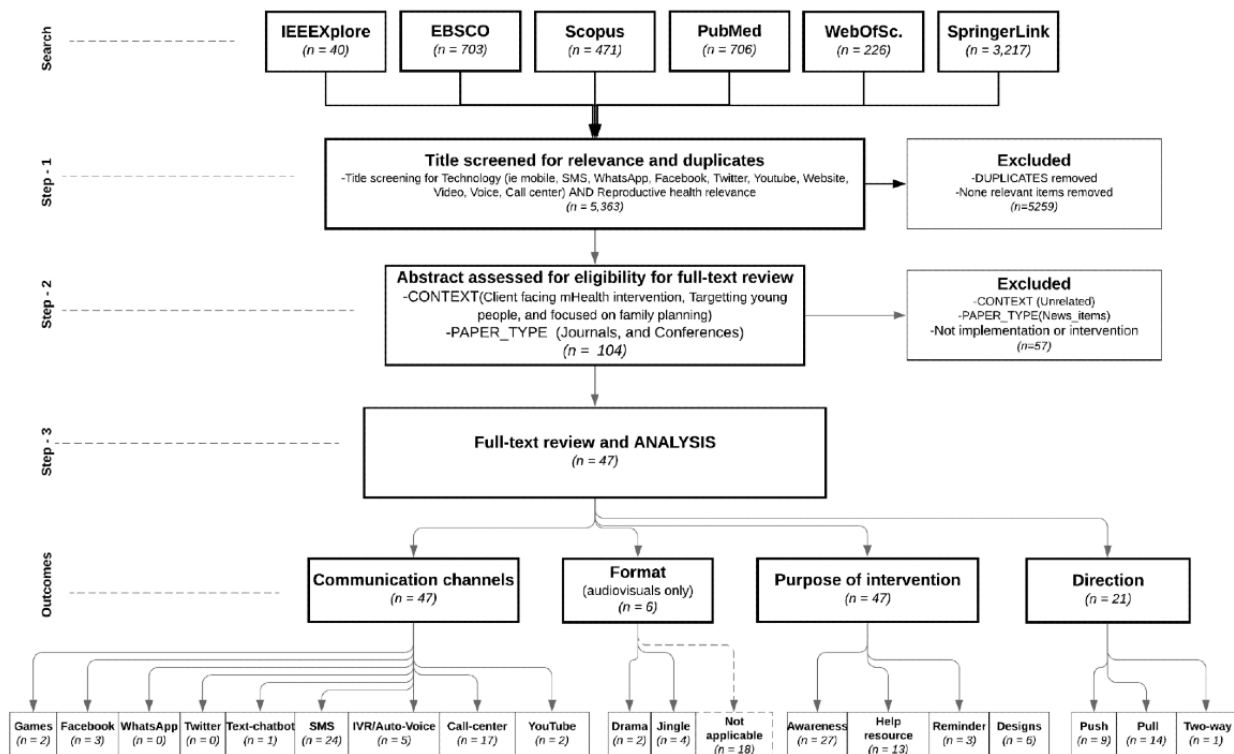 Search
IEEEXplore
(n = 40)
EBSCO
(n = 703)
Scopus
(n = 471)
PubMed
(n = 706)
WebOfSc.
(n = 226)
SpringerLink
(n = 3,217)
Step - 1
Title screened for relevance and duplicates
-Title screening for Technology (ie mobile, SMS, WhatsApp, Facebook, Twitter, Youtube, Website,
Video, Voice, Call center) AND Reproductive health relevance
(n = 5,363)
Excluded
-DUPLICATES removed
-None relevant items removed
(n=5259)
Step - 2
Abstract assessed for eligibility for full-text review
-CONTEXT(Client facing mHealth intervention, Targetting young
people, and focused on family planning)
-PAPER_TYPE (Journals, and Conferences)
(n = 104)
Excluded
-CONTEXT (Unrelated)
-PAPER_TYPE(News_items)
-Not implementation or intervention
(n=57)
Step - 3
Full-text review and ANALYSIS
(n = 47)
Outcomes
Communication channels
(n = 47)
Format
(audiovisuals only)
(n = 6)
Purpose of intervention
(n = 47)
Direction
(n = 21)
Games
(n = 2)
Facebook
(n = 3)
WhatsApp
(n = 0)
Twitter
(n = 0)
Text-chatbot
(n = 1)
SMS
(n = 24)
IVR/Auto-Voice
(n = 5)
Call-center
(n = 17)
YouTube
(n = 2)
Drama
(n = 2)
Jingle
(n = 4)
Not
applicable
(n = 18)
Awareness
(n = 27)
Help
resource
(n = 13)
Reminder
(n = 3)
Designs
(n = 6)
Push
(n = 9)
Pull
(n = 14)
Two-way
(n = 1)